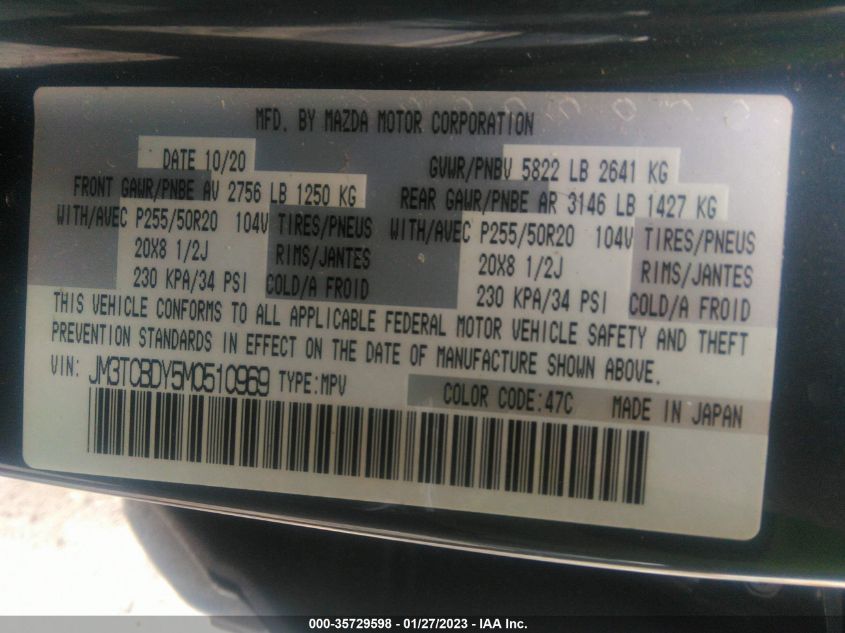 MFD. BY MAZDA MOTOR CORPORATION
DATE 10/20 GVWR/PNBV 5822 LB 2641 KG
FRONT GAWR/PNBE AV 2756 LB 1250 KG REAR GAWR/PNBE AR 3146 LB 1427 KG
WITH/AVEC P255/50R20 104V TIRES/PNEUS WITH/AVEC P255/50R20 104V TIRES/PNEUS
20X8 1/2J RIMS/JANTES 20X8 1/2J RIMS/JANTES
230 KPA/34 PSI COLD/A FROID 230 KPA/34 PSI COLD/A FROID
THIS VEHICLE CONFORMS TO ALL APPLICABLE FEDERAL MOTOR VEHICLE SAFETY AND THEFT
PREVENTION STANDARDS IN EFFECT ON THE DATE OF MANUFACTURE SHOWN ABOVE.
VIN: JM3TCBDY5M0510969 TYPE:MPV
COLOR CODE:47C MADE IN JAPAN
000-35729598 - 01/27/2023 - IAA Inc.